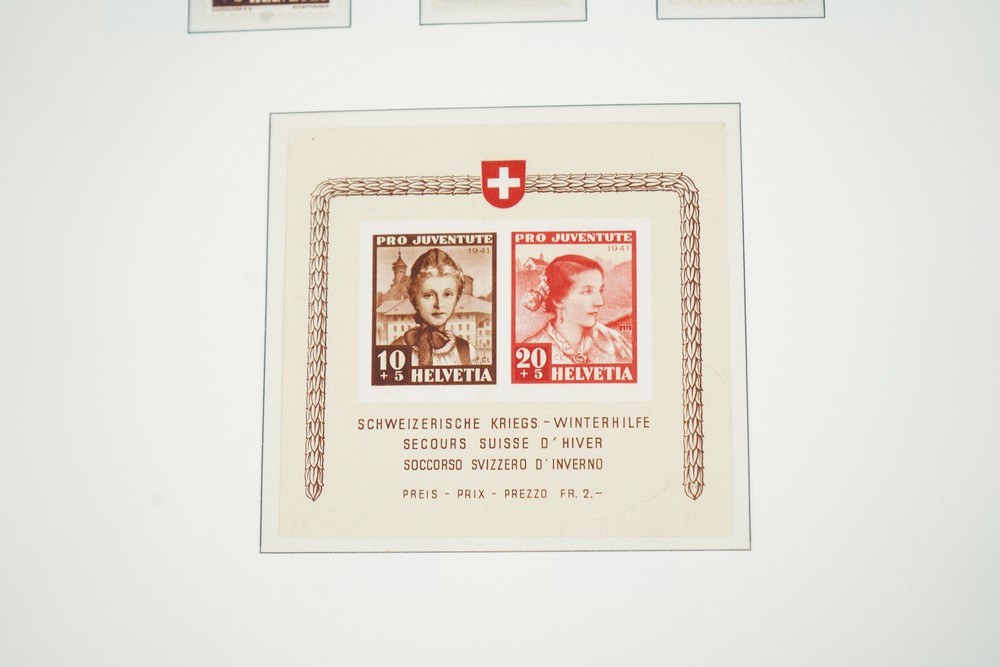 HELVETIA
PRO JUVENTUTE
1941
10
+ 5 HELVETIA
PRO JUVENTUTE
1941
20
+ 5 HELVETIA
SCHWEIZERISCHE KRIEGS - WINTERHILFE
SECOURS SUISSE D' HIVER
SOCCORSO SVIZZERO D' INVERNO
PREIS - PRIX - PREZZO FR. 2.—